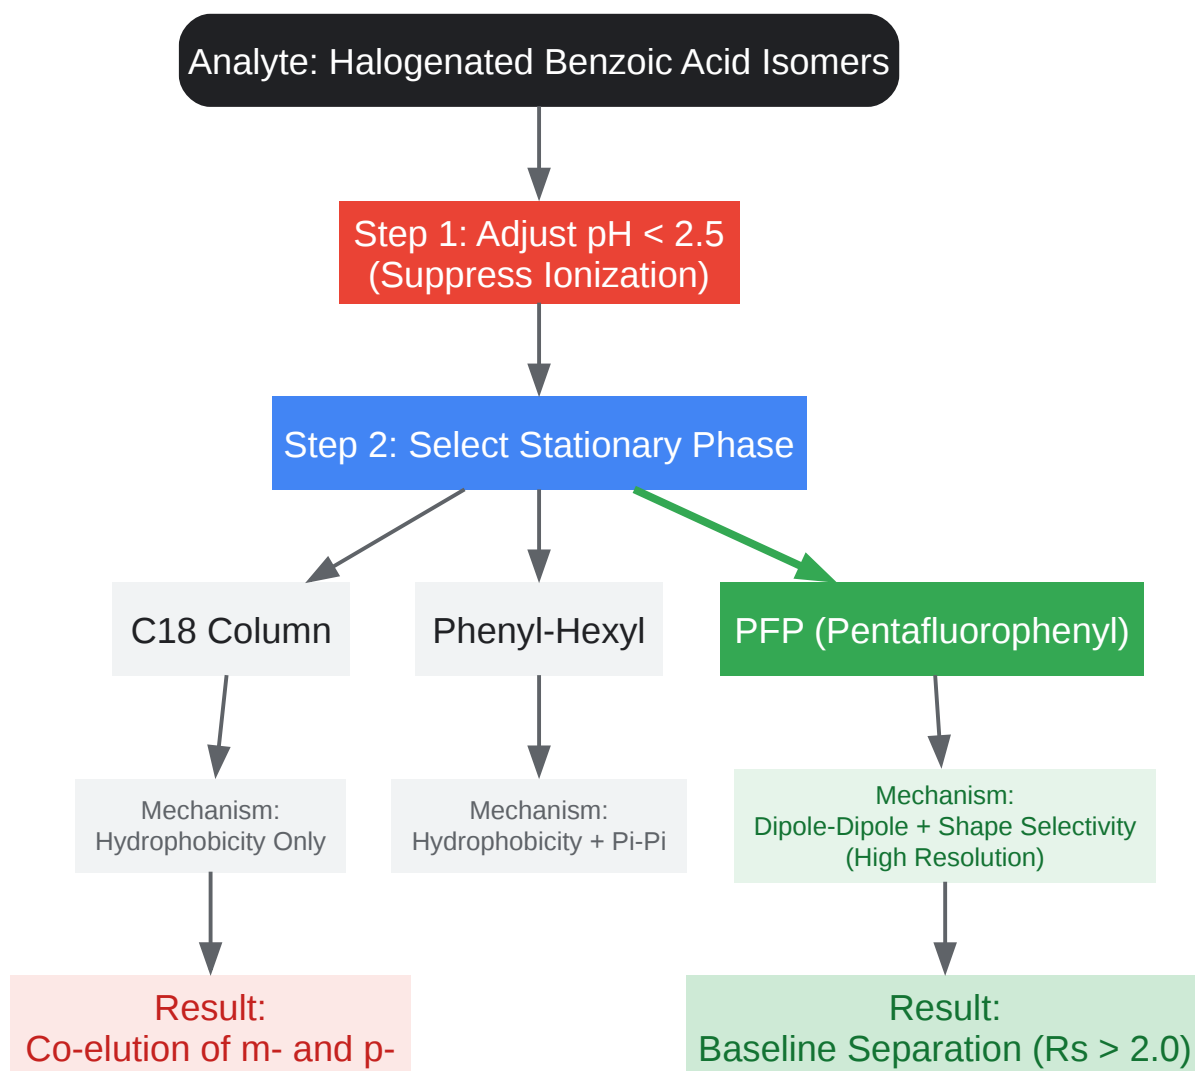 Analyte: Halogenated Benzoic Acid Isomers
Step 1: Adjust pH < 2.5
(Suppress Ionization)
Step 2: Select Stationary Phase
C18 Column
Phenyl-Hexyl
PFP (Pentafluorophenyl)
Mechanism:
Hydrophobicity Only
Mechanism:
Hydrophobicity + Pi-Pi
Mechanism:
Dipole-Dipole + Shape Selectivity
(High Resolution)
Result:
Co-elution of m- and p-
Result:
Baseline Separation (Rs > 2.0)